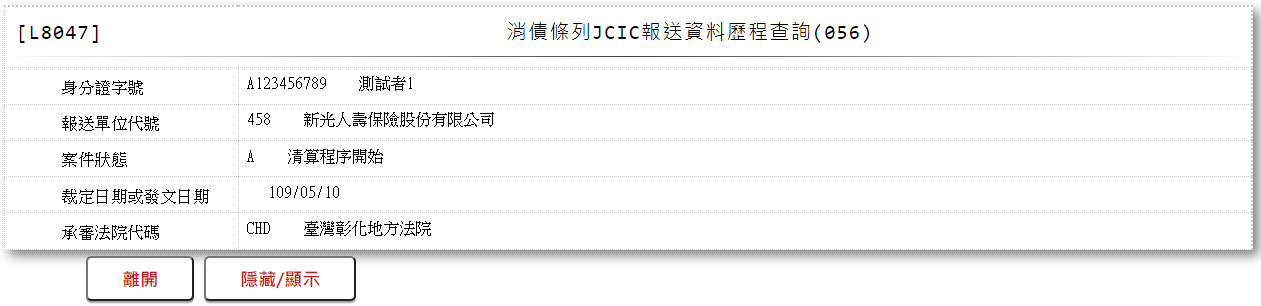 [L8047] 消債條列JCIC報送資料歷程查詢(056)
身分證字號 A123456789 測試者1
報送單位代號 458 新光人壽保險股份有限公司
案件狀態 A 清算程序開始
裁定日期或發文日期 109/05/10
承審法院代碼 CHD 臺灣彰化地方法院
離開 隱藏/顯示